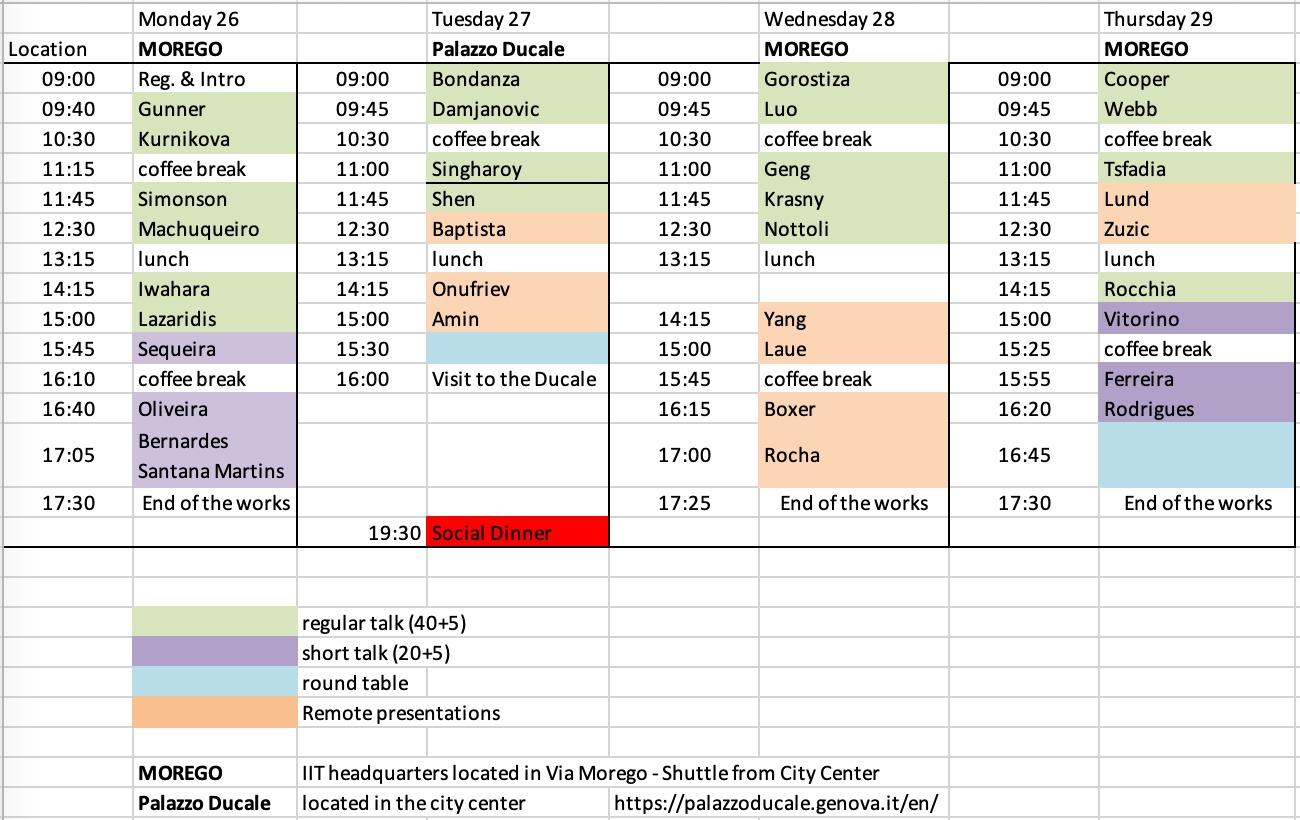 Monday 26 Tuesday 27 Wednesday 28 Thursday 29
Location MOREGO Palazzo Ducale MOREGO MOREGO
09:00 Reg. & Intro 09:00 Bondanza 09:00 Gorostiza 09:00 Cooper
09:40 Gunner 09:45 Damjanovic 09:45 Luo 09:45 Webb
10:30 Kurnikova 10:30 coffee break 10:30 coffee break 10:30 coffee break
11:15 coffee break 11:00 Singharoy 11:00 Geng 11:00 Tsfadia
11:45 Simonson 11:45 Shen 11:45 Krasny 11:45 Lund
12:30 Machuqueiro 12:30 Baptista 12:30 Nottoli 12:30 Zuzic
13:15 lunch 13:15 lunch 13:15 lunch 13:15 lunch
14:15 Iwahara 14:15 Onufriev 14:15 Rocchia
15:00 Lazaridis 15:00 Amin 14:15 Yang 15:00 Vitorino
15:45 Sequeira 15:30 15:00 Laue 15:25 coffee break
16:10 coffee break 16:00 Visit to the Ducale 15:45 coffee break 15:55 Ferreira
16:40 Oliveira 16:15 Boxer 16:20 Rodrigues
17:05 Bernardes 17:00 Rocha 16:45
Santana Martins
17:30 End of the works 17:25 End of the works 17:30 End of the works
19:30 Social Dinner
regular talk (40+5)
short talk (20+5)
round table
Remote presentations
MOREGO IIT headquarters located in Via Morego - Shuttle from City Center
Palazzo Ducale located in the city center https://palazzoducale.genova.it/en/